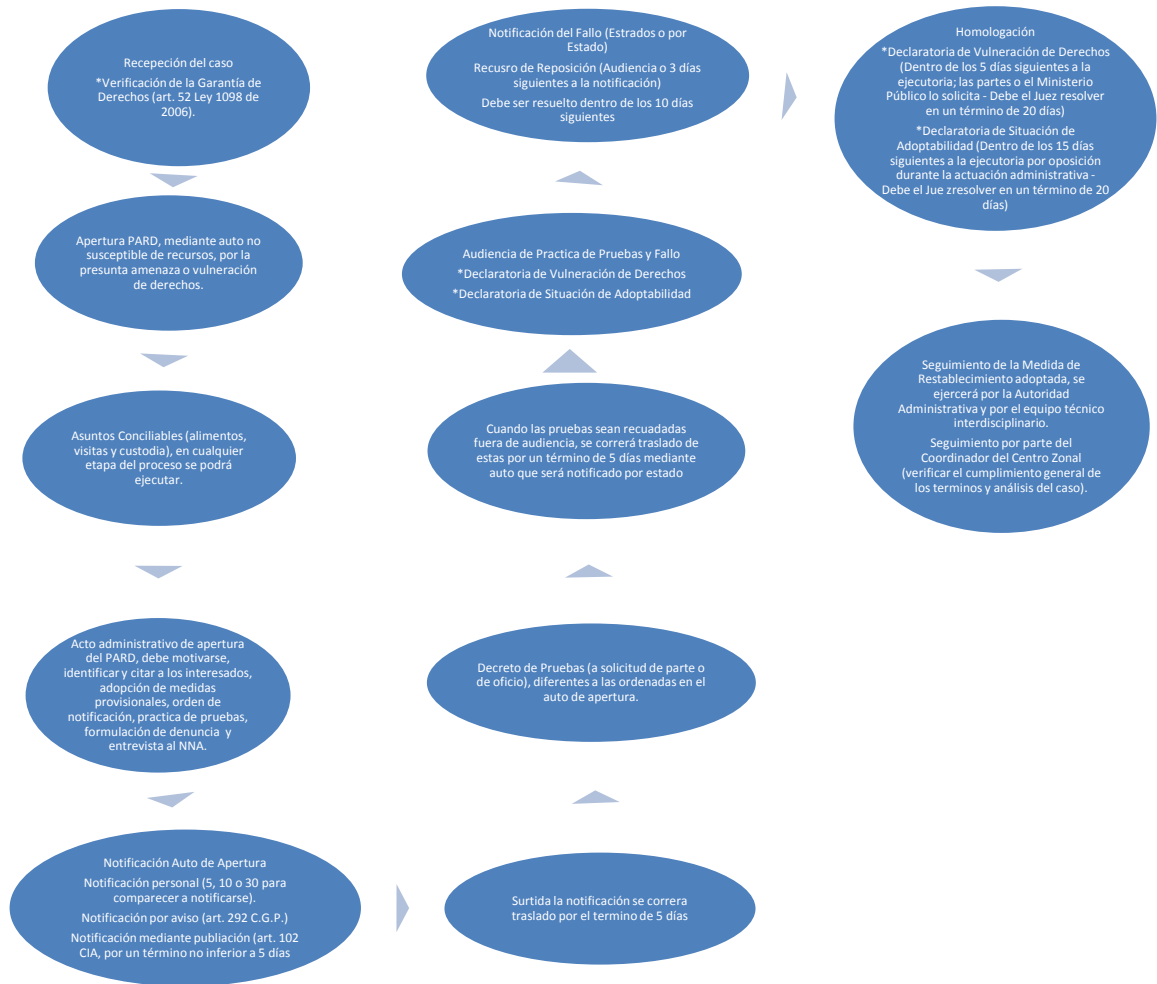 Recepeción del caso
*Verificación de la Garantía de
Derechos (art. 52 Ley 1098 de
2006).
Apertura PARD, mediante auto no
susceptible de recursos, por la
presunta amenaza o vulneración
de derechos.
Asuntos Conciliables (alimentos,
visitas y custodia), en cualquier
etapa del proceso se podrá
ejecutar.
Acto administrativo de apertura
del PARD, debe motivarse,
identificar y citar a los interesados,
adopción de medidas
provisionales, orden de
notificación, practica de pruebas,
formulación de denuncia y
entrevista al NNA.
Notificación Auto de Apertura
Notificación personal (5, 10 o 30 para
comparecer a notificarse).
Notificación por aviso (art. 292 C.G.P.)
Notificación mediante publiación (art. 102
CIA, por un término no inferior a 5 días
Surtida la notificación se correra
traslado por el termino de 5 días
Decreto de Pruebas (a solicitud de parte o
de oficio), diferentes a las ordenadas en el
auto de apertura.
Cuando las pruebas sean recuadadas
fuera de audiencia, se correrá traslado de
estas por un término de 5 días mediante
auto que será notificado por estado
Audiencia de Practica de Pruebas y Fallo
*Declaratoria de Vulneración de Derechos
*Declaratoria de Situación de Adoptabilidad
Notificación del Fallo (Estrados o por
Estado)
Recusro de Reposición (Audiencia o 3 días
siguientes a la notificación)
Debe ser resuelto dentro de los 10 días
siguientes
Homologación
*Declaratoria de Vulneración de Derechos
(Dentro de los 5 días siguientes a la
ejecutoria; las partes o el Ministerio
Público lo solicita - Debe el Juez resolver
en un término de 20 días)
*Declaratoria de Situación de
Adoptabilidad (Dentro de los 15 días
siguientes a la ejecutoria por oposición
durante la actuación administrativa -
Debe el Jue zresolver en un término de 20
días)
Seguimiento de la Medida de
Restablecimiento adoptada, se
ejercerá por la Autoridad
Administrativa y por el equipo técnico
interdisciplinario.
Seguimiento por parte del
Coordinador del Centro Zonal
(verificar el cumplimiento general de
los terminos y análisis del caso).